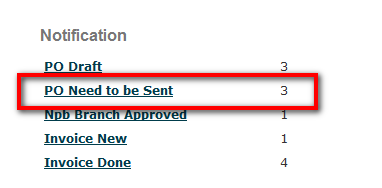 Notification
PO Draft 3
PO Need to be Sent 3
Npb Branch Approved 1
Invoice New 1
Invoice Done 4